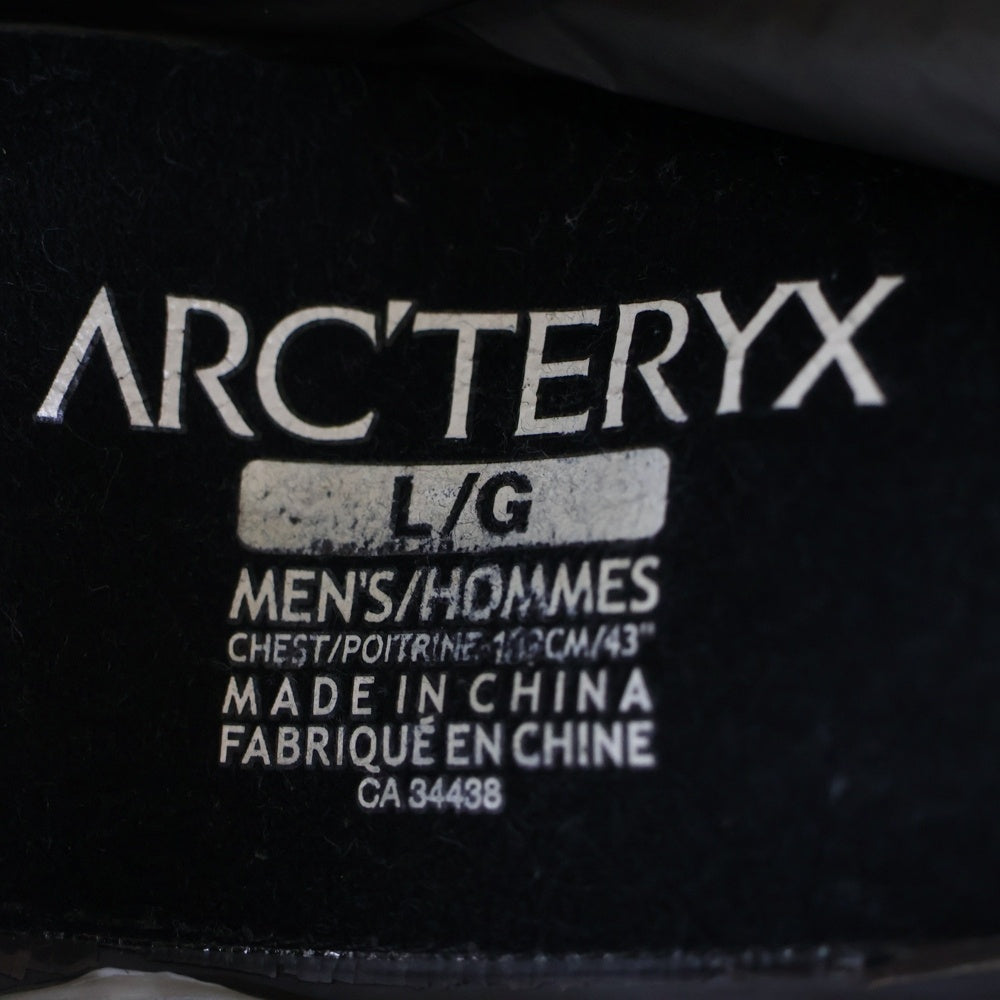 ARC'TERYX
L/G
MEN'S/HOMMES
CHEST/POITRINE CM/43"
MADE IN CHINA
FABRIQUÉ EN CHINE
CA 34438